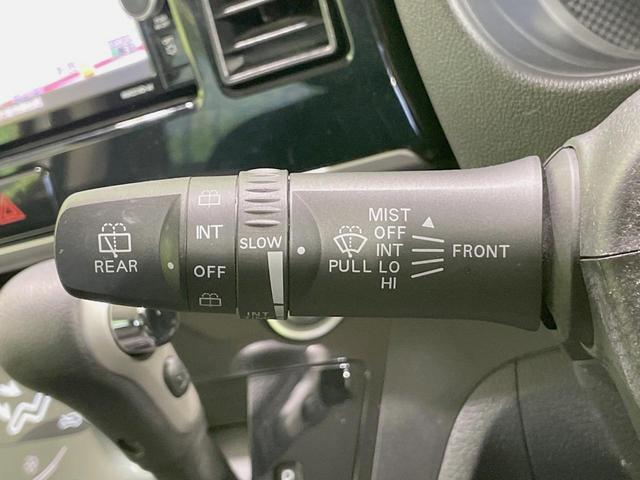 REAR
INT
OFF
SLOW
INT
PULL
MIST
OFF
INT
LO
HI
FRONT